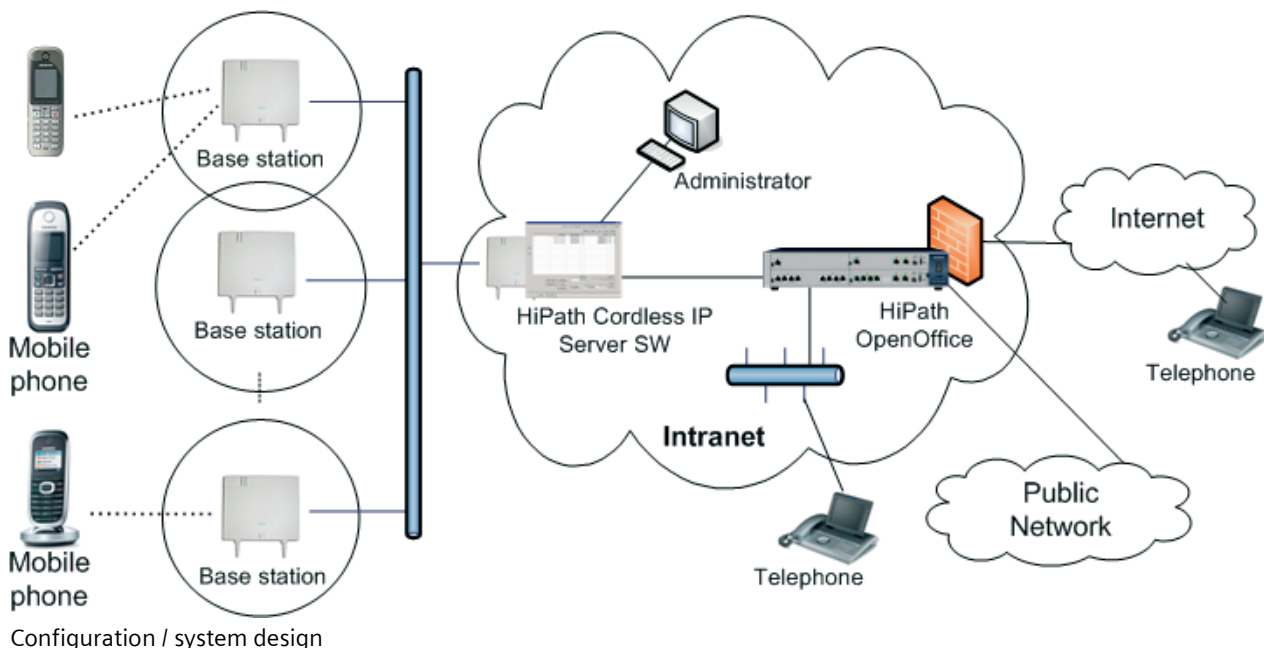 Base station
Administrator
Internet
Base station
HiPath Cordless IP
Server SW
HiPath
OpenOffice
Mobile
phone
Telephone
Intranet
Public
Network
Mobile
phone
Base station
Telephone
Configuration / system design